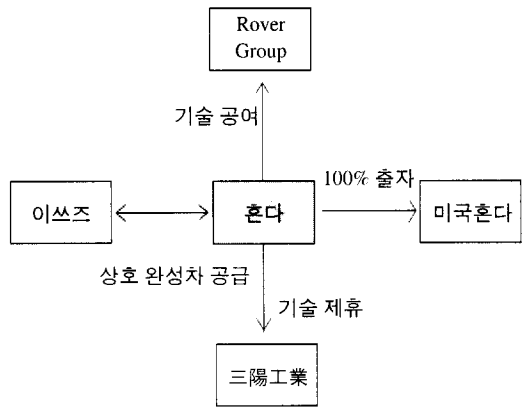 Rover
Group
기술 공여
100% 출자
이쓰즈
혼다
미국혼다
상호 완성차 공급
기술 제휴
三陽工業